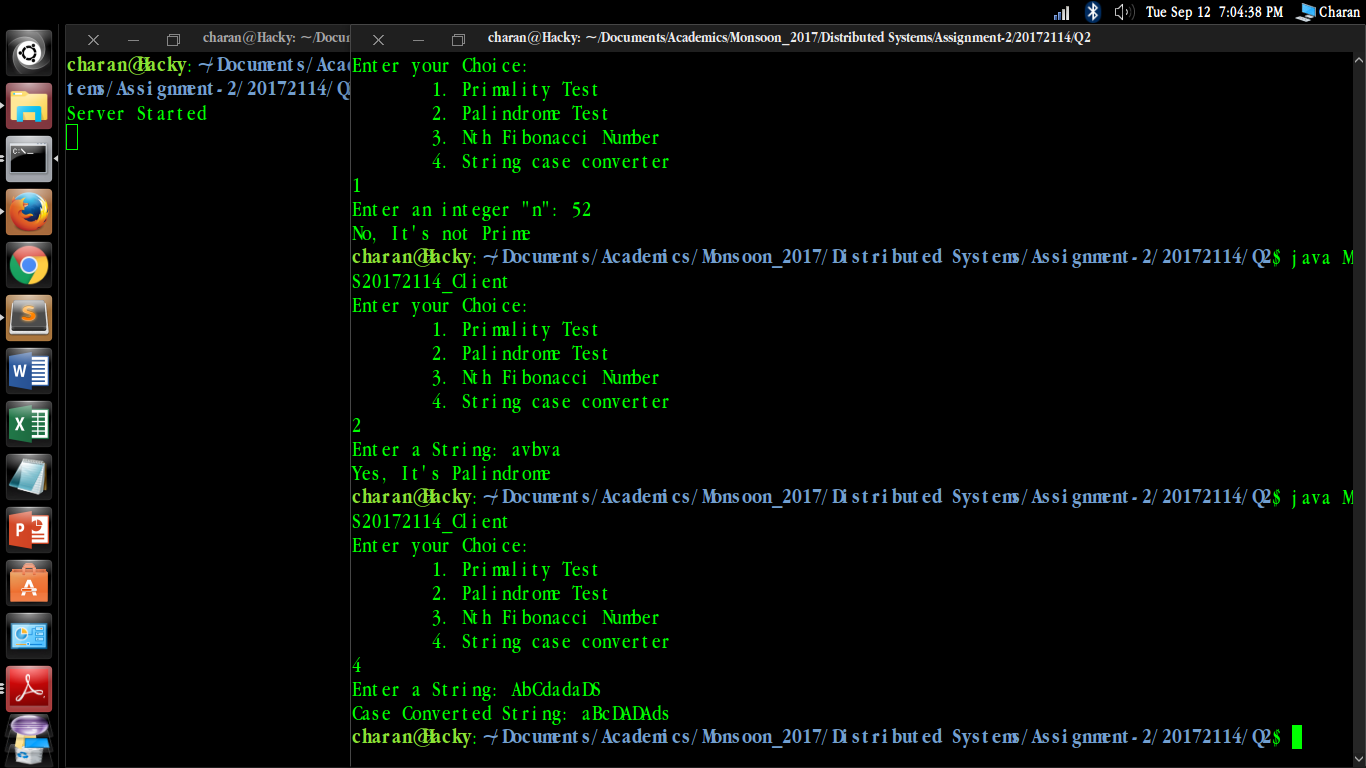 Tue Sep 12 7:04:38 PM Charan
charan@Hacky: ~/Docum
charan@Hacky: ~/Documents/Academics/Monsoon_2017/Distributed Systems/Assignment-2/20172114/Q2
charan@Hacky: ~/Documents/Aca
tems/Assignment-2/20172114/Q
Server Started
Enter your Choice:
1. Primality Test
2. Palindrome Test
3. Nth Fibonacci Number
4. String case converter
1
Enter an integer "n": 52
No, It's not Prime
charan@Hacky: ~/Documents/Academics/Monsoon_2017/Distributed Systems/Assignment-2/20172114/Q2$ java M
S20172114_Client
Enter your Choice:
1. Primality Test
2. Palindrome Test
3. Nth Fibonacci Number
4. String case converter
2
Enter a String: avbva
Yes, It's Palindrome
charan@Hacky: ~/Documents/Academics/Monsoon_2017/Distributed Systems/Assignment-2/20172114/Q2$ java M
S20172114_Client
Enter your Choice:
1. Primality Test
2. Palindrome Test
3. Nth Fibonacci Number
4. String case converter
4
Enter a String: AbCdadaDS
Case Converted String: aBcDADAds
charan@Hacky: ~/Documents/Academics/Monsoon_2017/Distributed Systems/Assignment-2/20172114/Q2$